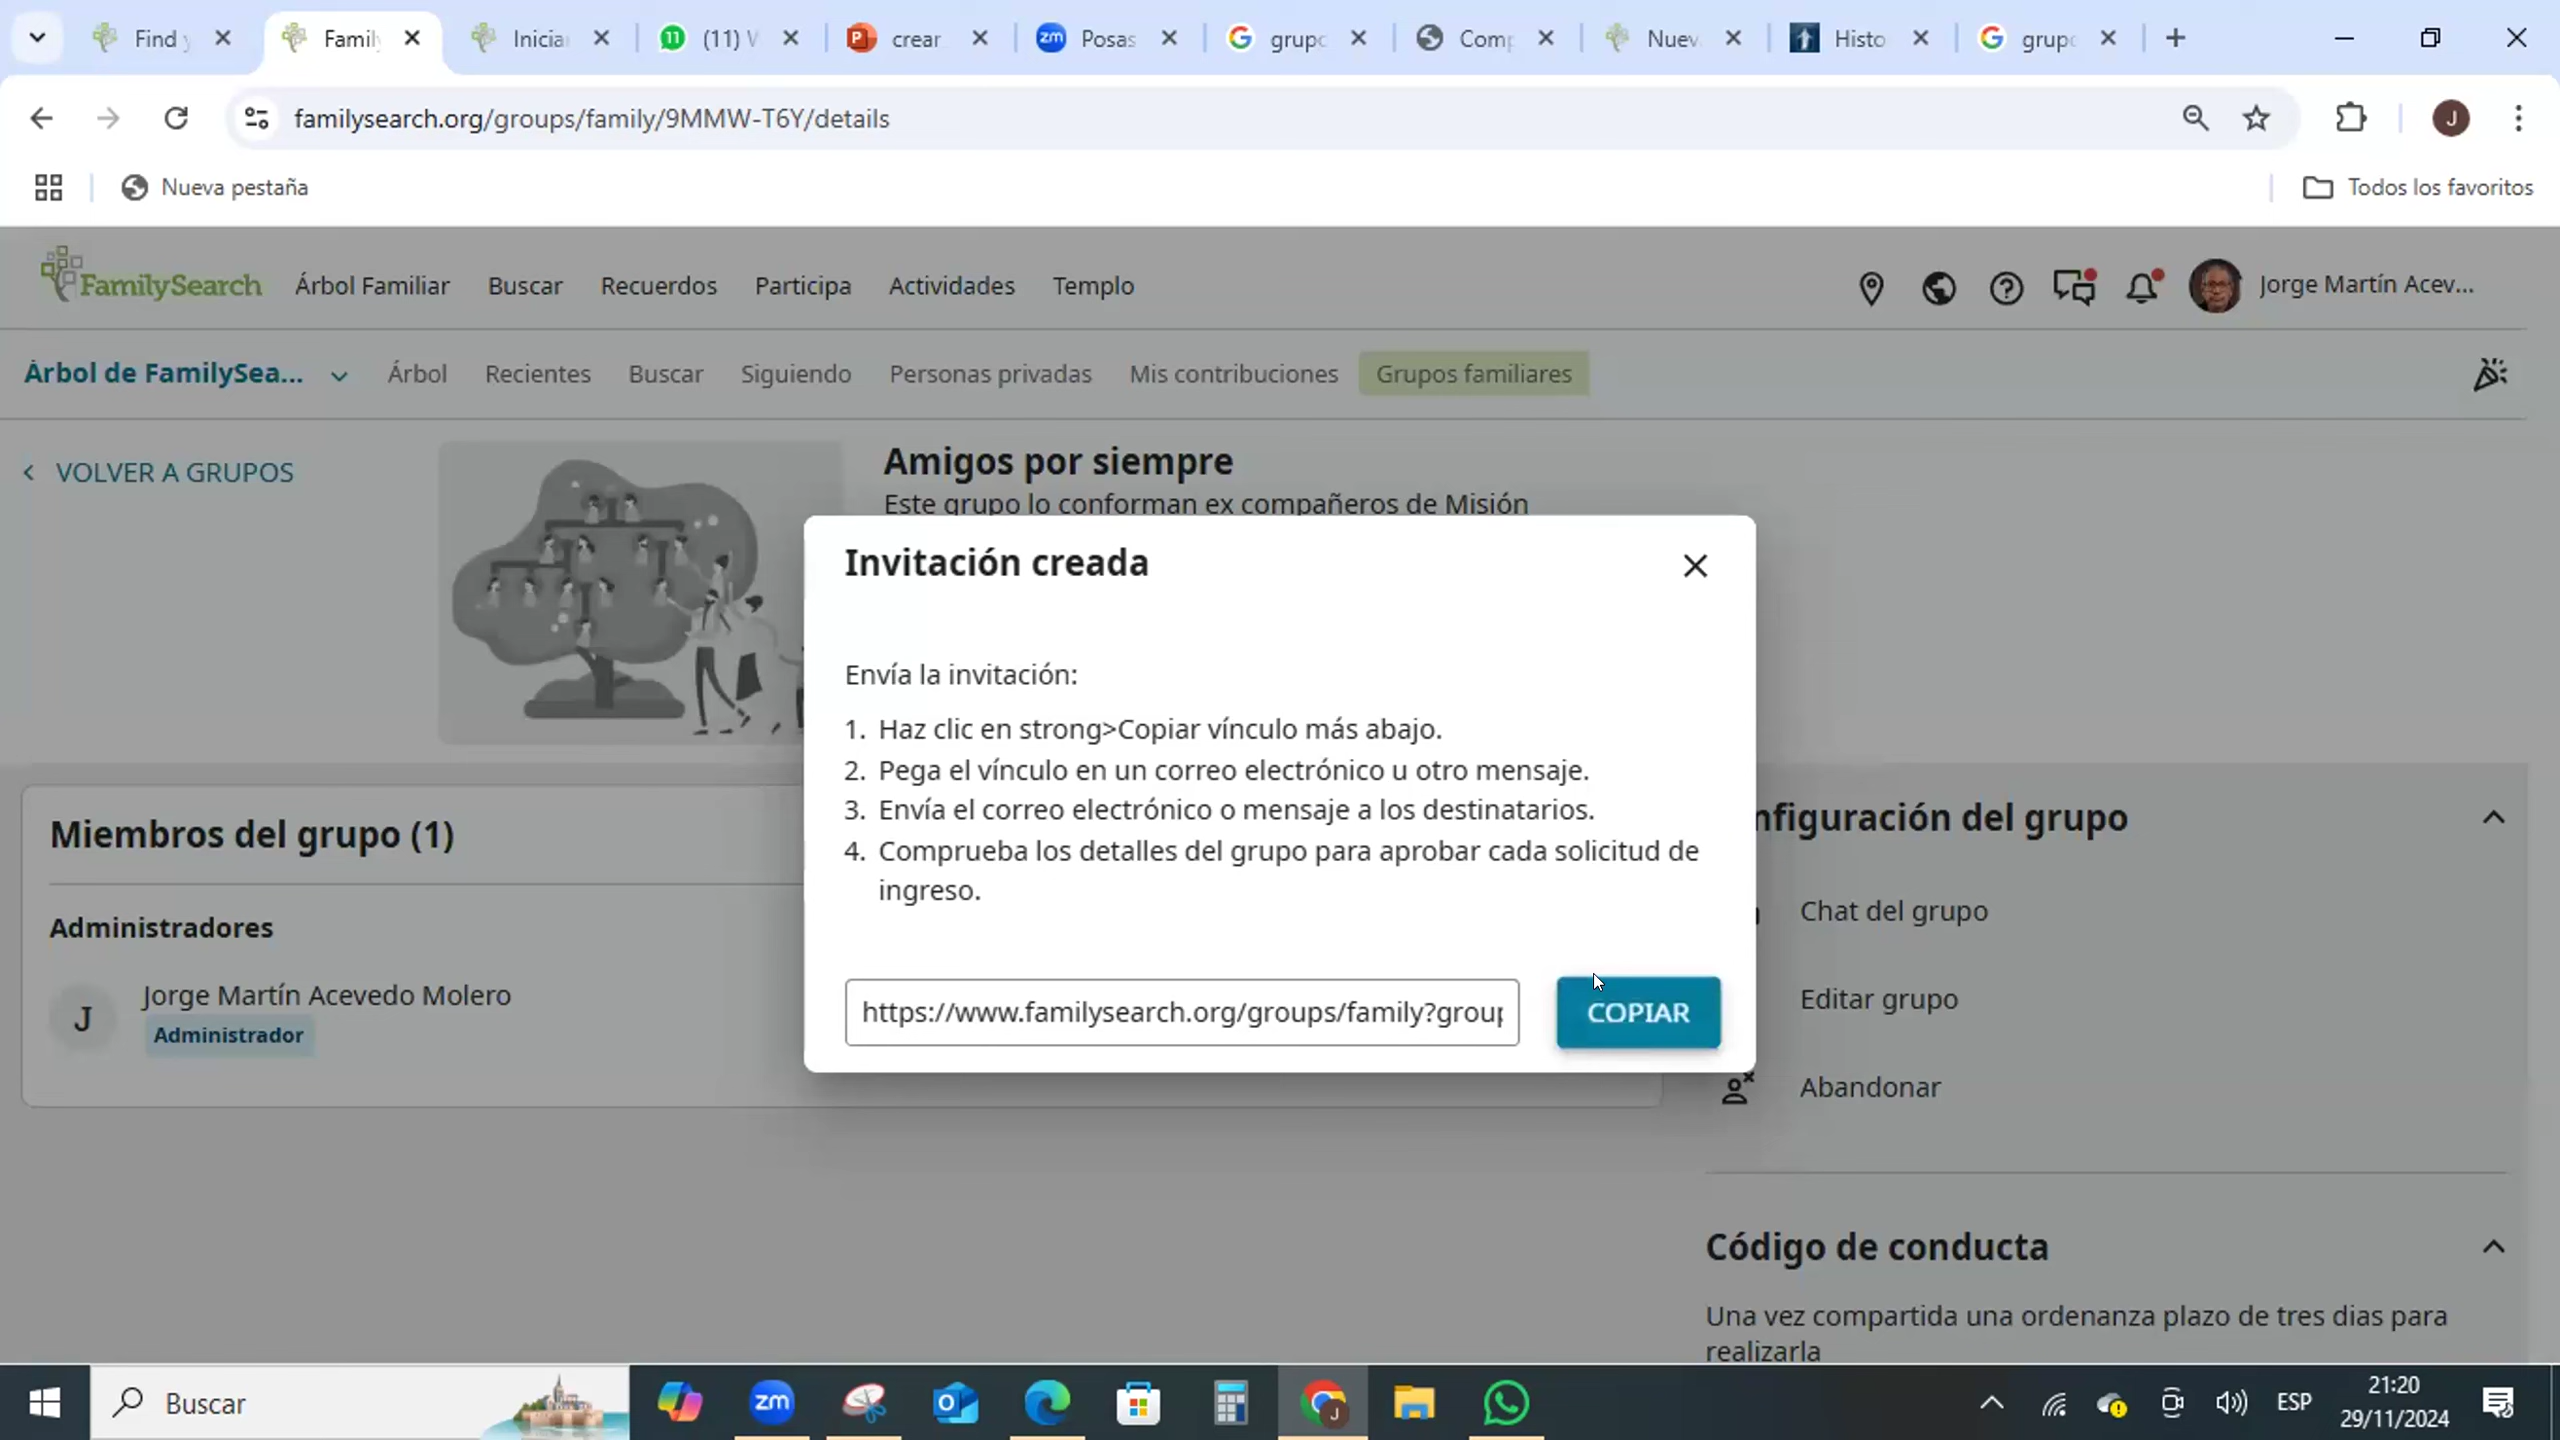 Find
Famil
Inicia
(11)
crear
Posas
grupo
Comp
Nuev
Histo
grupo
familysearch.org/groups/family/9MMW-T6Y/details
J
Nueva pestaña
Todos los favoritos
FamilySearch
Árbol Familiar
Buscar
Recuerdos
Participa
Actividades
Templo
Jorge Martín Acev...
Árbol de FamilySea...
Árbol
Recientes
Buscar
Siguiendo
Personas privadas
Mis contribuciones
Grupos familiares
VOLVER A GRUPOS
Amigos por siempre
Este grupo lo conforman ex compañeros de Misión
Invitación creada
Envía la invitación:
1. Haz clic en strong>Copiar vínculo más abajo.
2. Pega el vínculo en un correo electrónico u otro mensaje.
3. Envía el correo electrónico o mensaje a los destinatarios.
4. Comprueba los detalles del grupo para aprobar cada solicitud de
ingreso.
https://www.familysearch.org/groups/family?group
COPIAR
Miembros del grupo (1)
Administradores
J
Jorge Martín Acevedo Molero
Administrador
nfiguración del grupo
Chat del grupo
Editar grupo
Abandonar
Código de conducta
Una vez compartida una ordenanza plazo de tres dias para
realizarla
Buscar
zm
J
ESP
21:20
29/11/2024